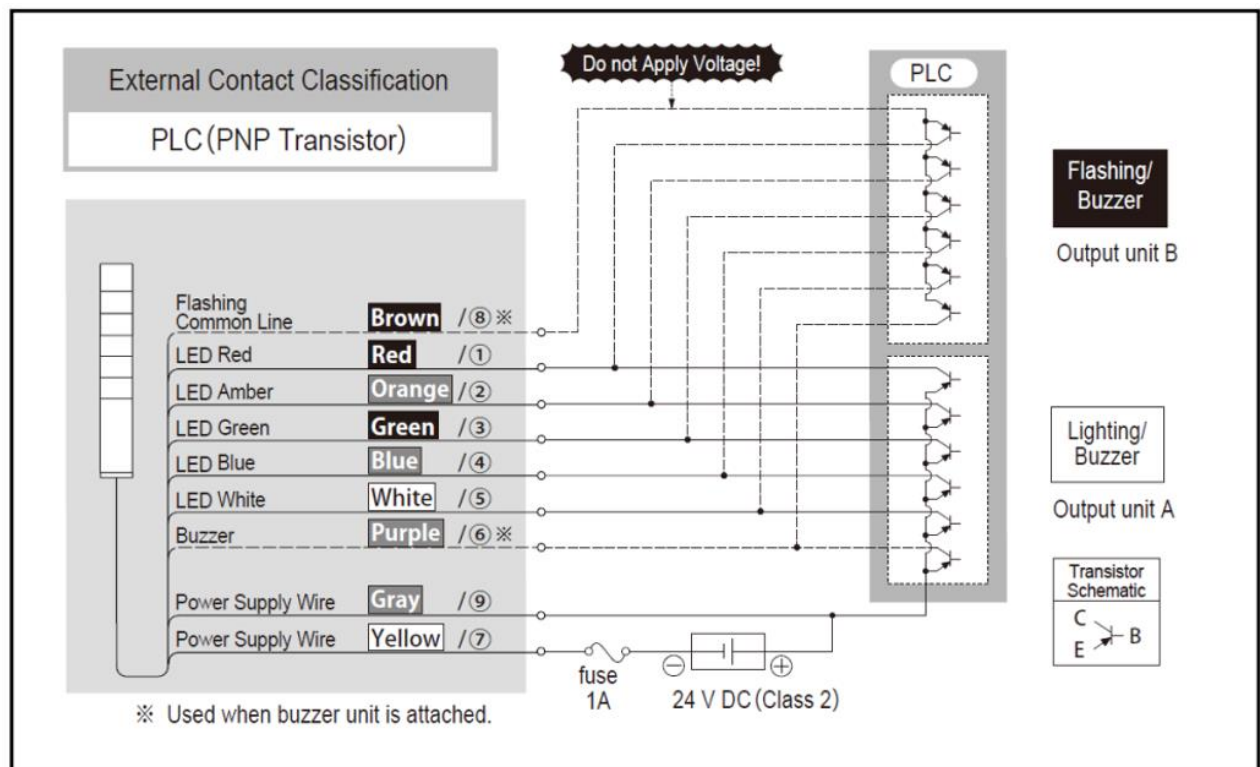 External Contact Classification
PLC(PNP Transistor)
Do not Apply Voltage!
PLC
Flashing/
Buzzer
Output unit B
Flashing
Common Line
Brown /⑧※
LED Red Red /①
LED Amber Orange /②
LED Green Green /③
LED Blue Blue /④
LED White White /⑤
Buzzer Purple /⑥※
Power Supply Wire Gray /⑨
Power Supply Wire Yellow /⑦
fuse
1A
⊖ ⊕
24 V DC(Class 2)
Lighting/
Buzzer
Output unit A
Transistor
Schematic
C
B
E
※ Used when buzzer unit is attached.